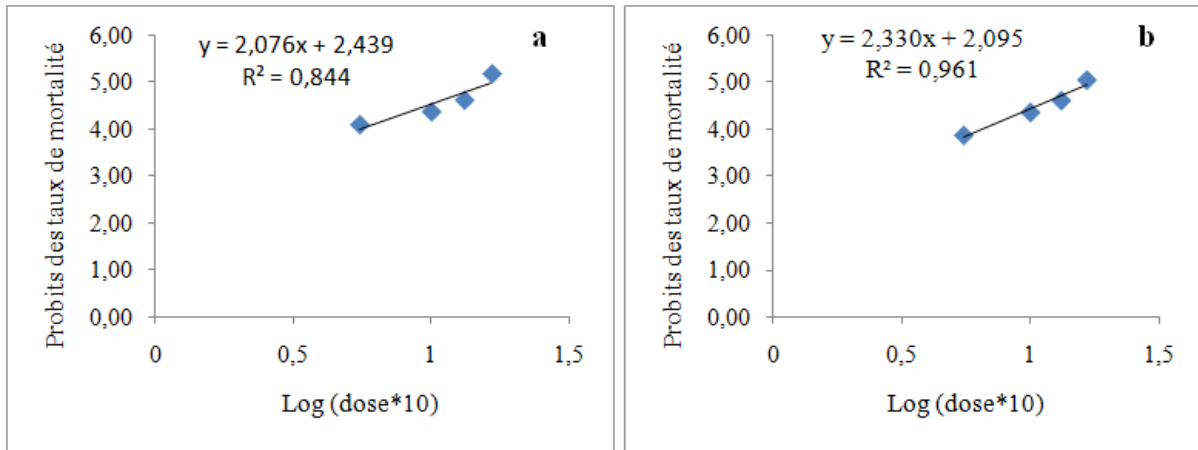 y = 2,076x + 2,439
R² = 0,844
a
Probits des taux de mortalité
6,00
5,00
4,00
3,00
2,00
1,00
0,00
0
0,5
1
1,5
Log (dose*10)
y = 2,330x + 2,095
R² = 0,961
b
Probits des taux de mortalité
6,00
5,00
4,00
3,00
2,00
1,00
0,00
0
0,5
1
1,5
Log (dose*10)